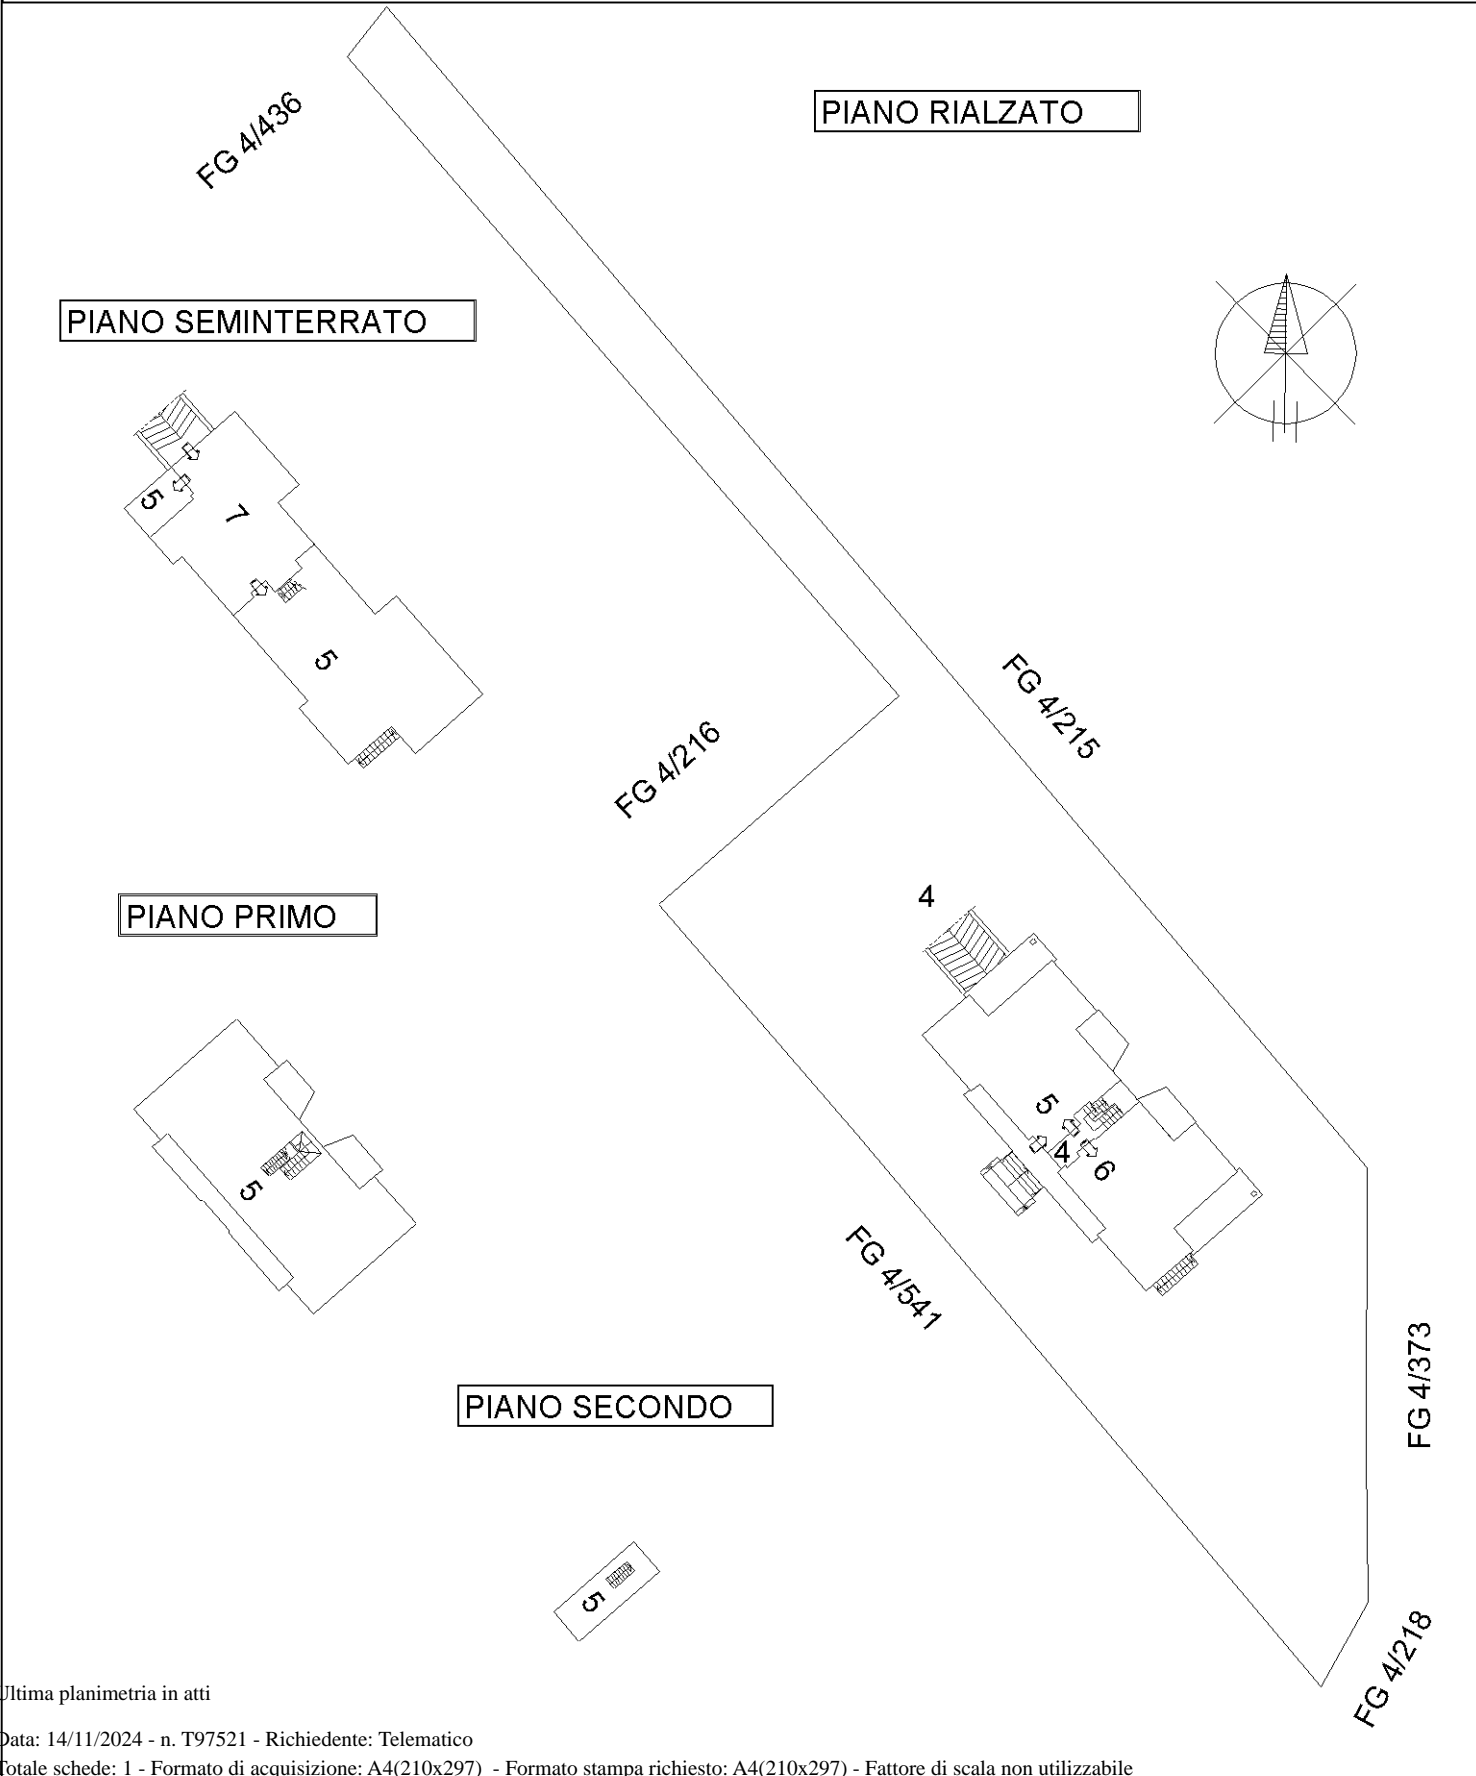 PIANO RIALZATO
FG 4/436
PIANO SEMINTERRATO
5
7
5
FG 4/215
FG 4/216
4
PIANO PRIMO
5
4
6
5
FG 4/541
FG 4/373
PIANO SECONDO
5
FG 4/218
Ultima planimetria in atti
Data: 14/11/2024 - n. T97521 - Richiedente: Telematico
Totale schede: 1 - Formato di acquisizione: A4(210x297) - Formato stampa richiesto: A4(210x297) - Fattore di scala non utilizzabile